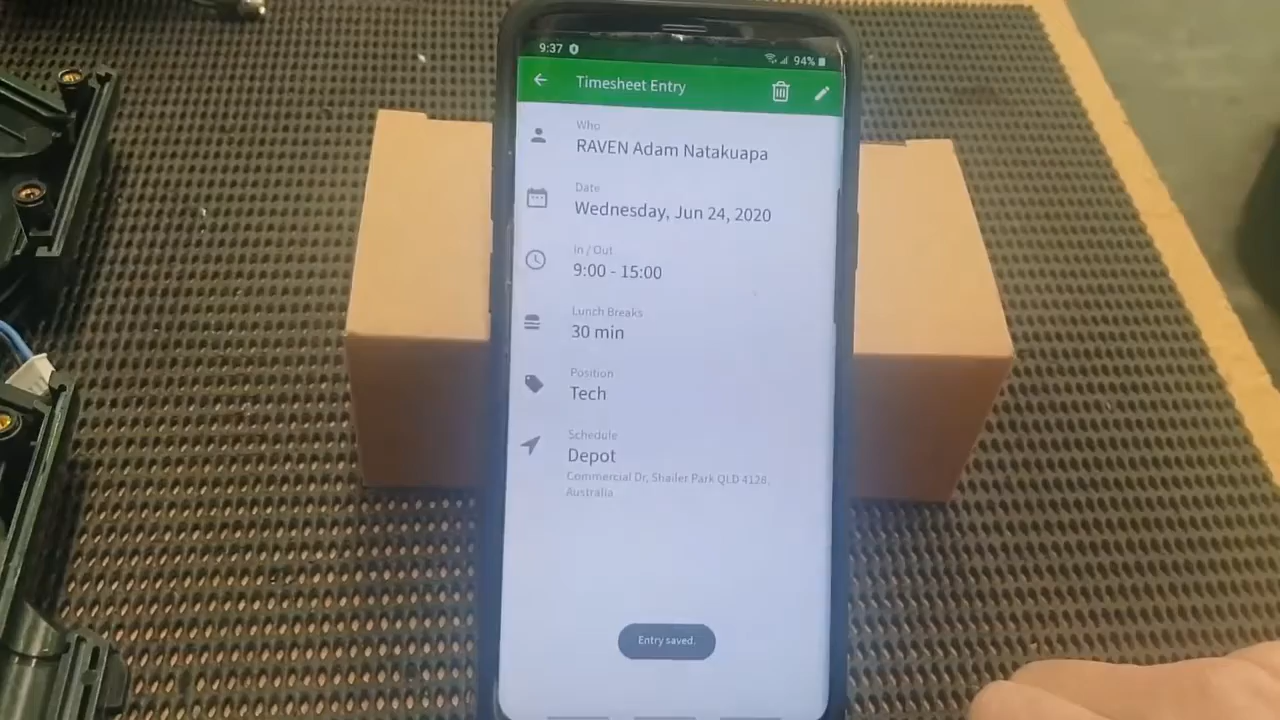 9:37 94%
Timesheet Entry
Who
RAVEN Adam Natakuapa
Date
Wednesday, Jun 24, 2020
In / Out
9:00 - 15:00
Lunch Breaks
30 min
Position
Tech
Schedule
Depot
Commercial Dr, Shailer Park QLD 4128,
Australia
Entry saved.